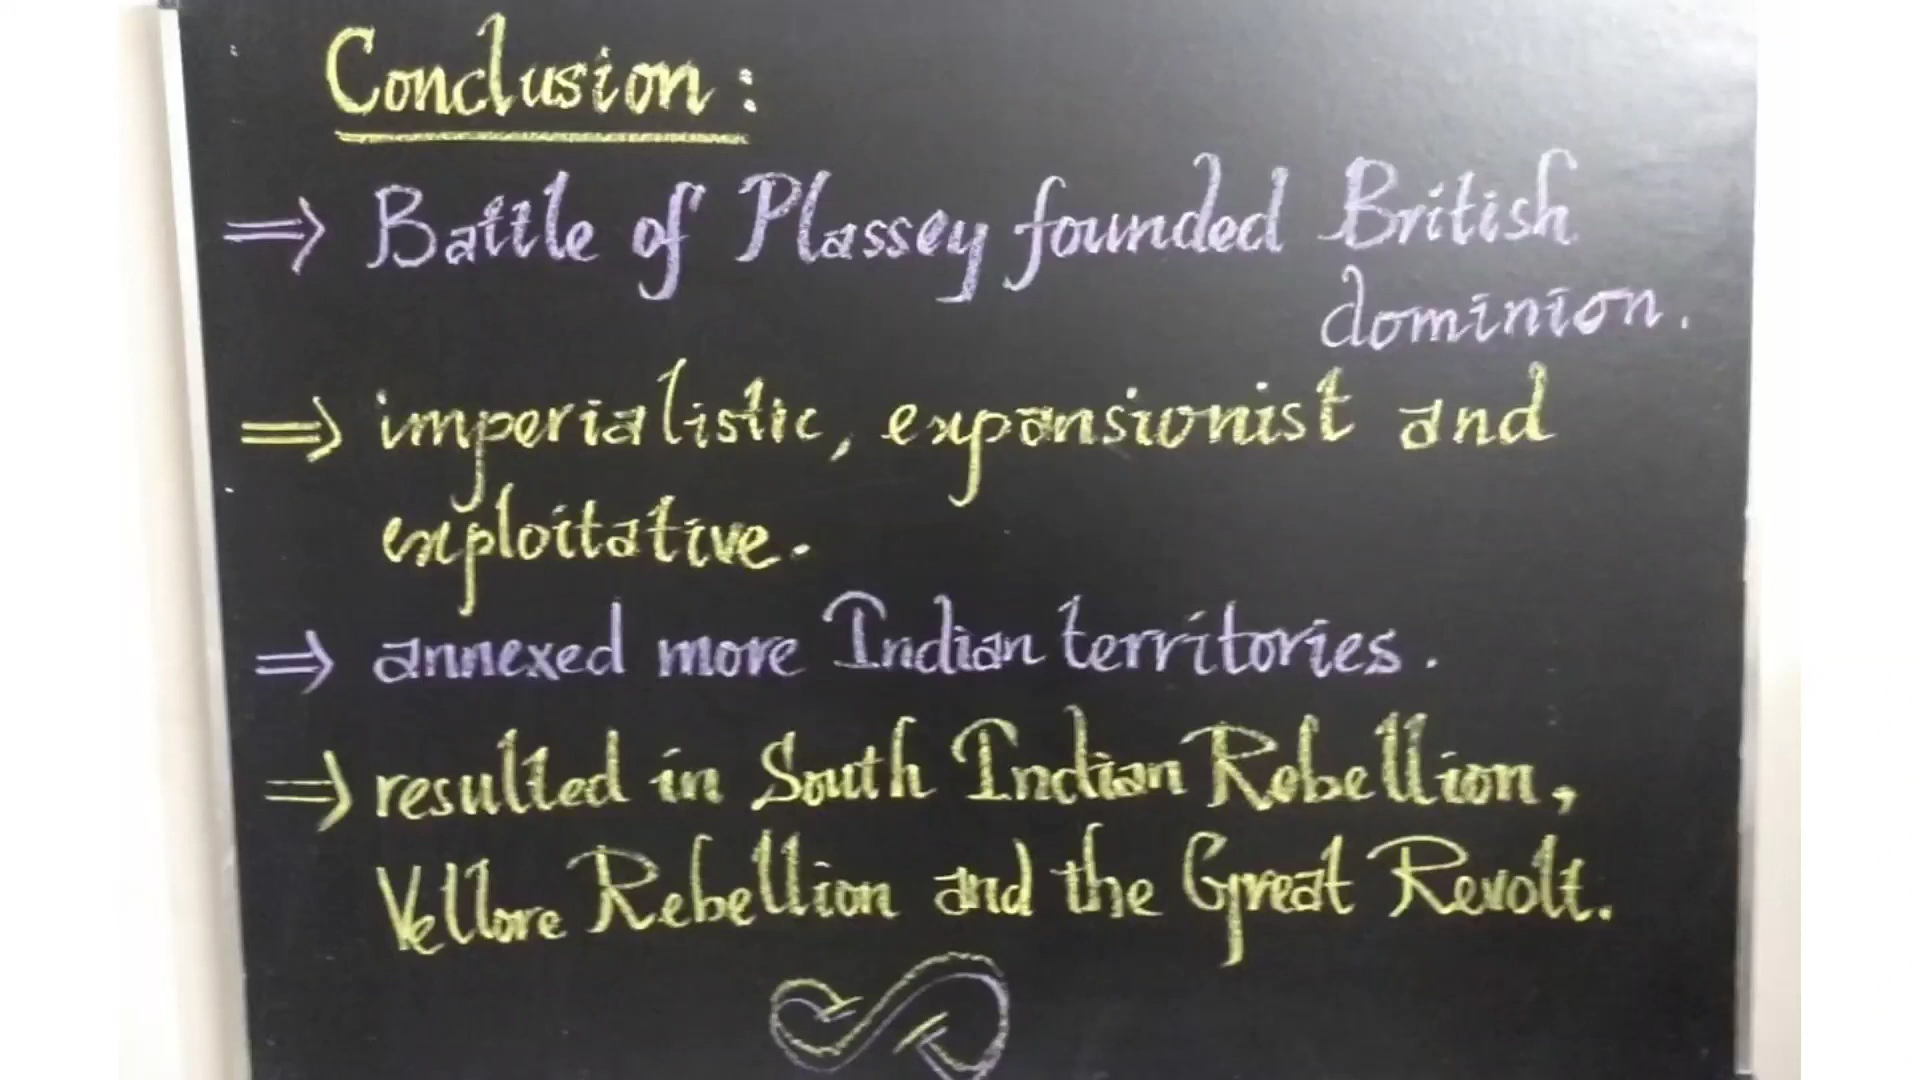 Conclusion :
⇒ Battle of Plassey founded British
dominion.
⇒ imperialistic, expansionist and
exploitative.
⇒ annexed more Indian territories.
⇒ resulted in South Indian Rebellion,
Vellore Rebellion and the Great Revolt.